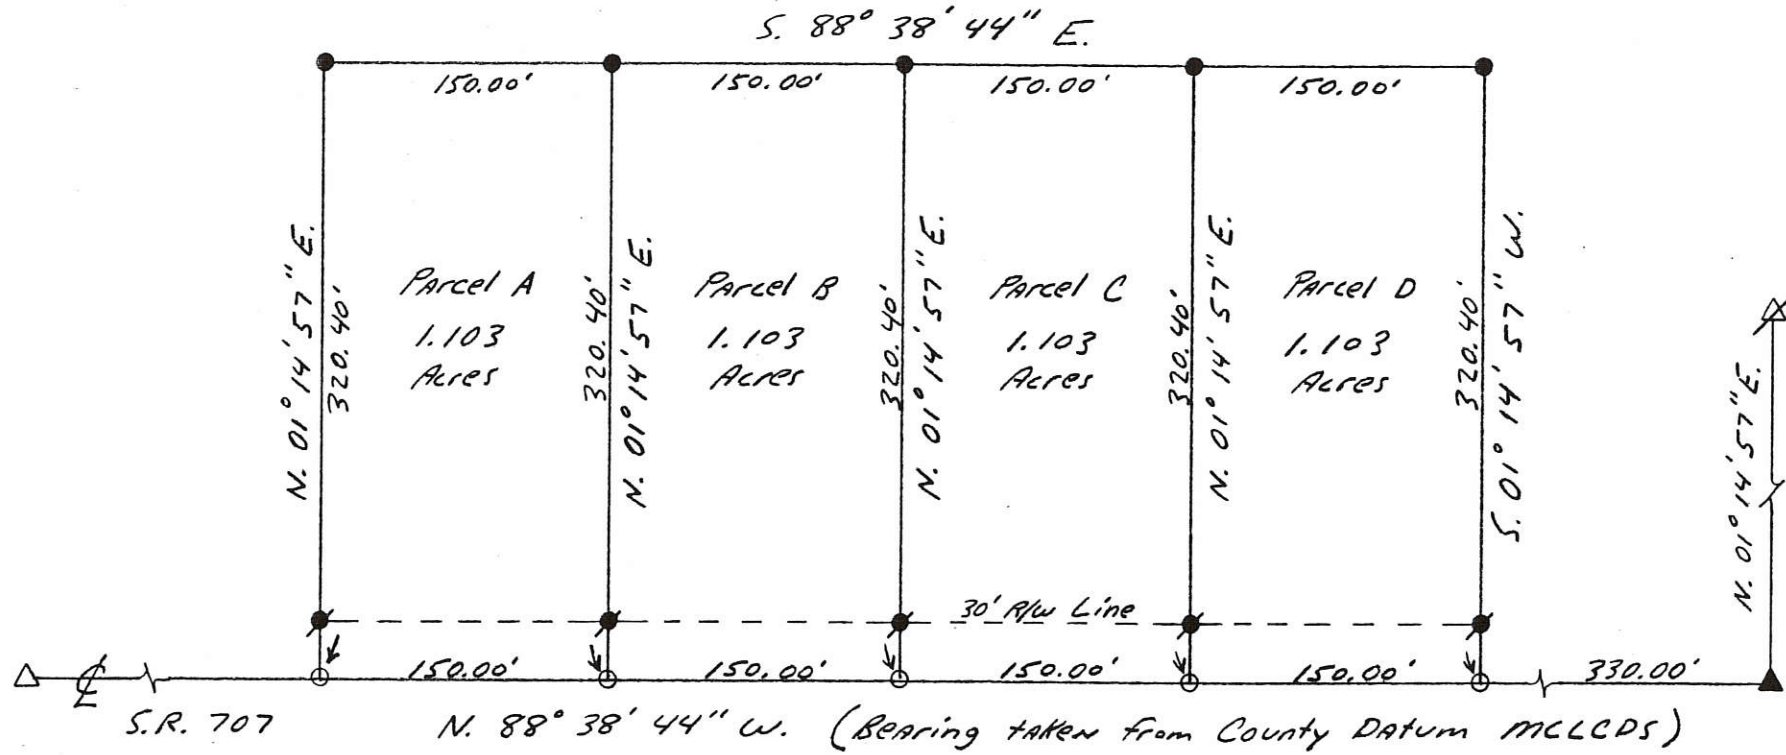 S. 88° 38' 44" E.
150.00'
150.00'
150.00'
150.00'
N. 01° 14' 57" E.
320.40'
Parcel A
1.103
Acres
320.40'
N. 01° 14' 57" E.
Parcel B
1.103
Acres
320.40'
N. 01° 14' 57" E.
Parcel C
1.103
Acres
320.40'
N. 01° 14' 57" E.
Parcel D
1.103
Acres
320.40'
S. 01° 14' 57" W.
N. 01° 14' 57" E.
30' R/W Line
℄
150.00'
150.00'
150.00'
150.00'
330.00'
S.R. 707
N. 88° 38' 44" W. (Bearing taken from County Datum MCLCDS)